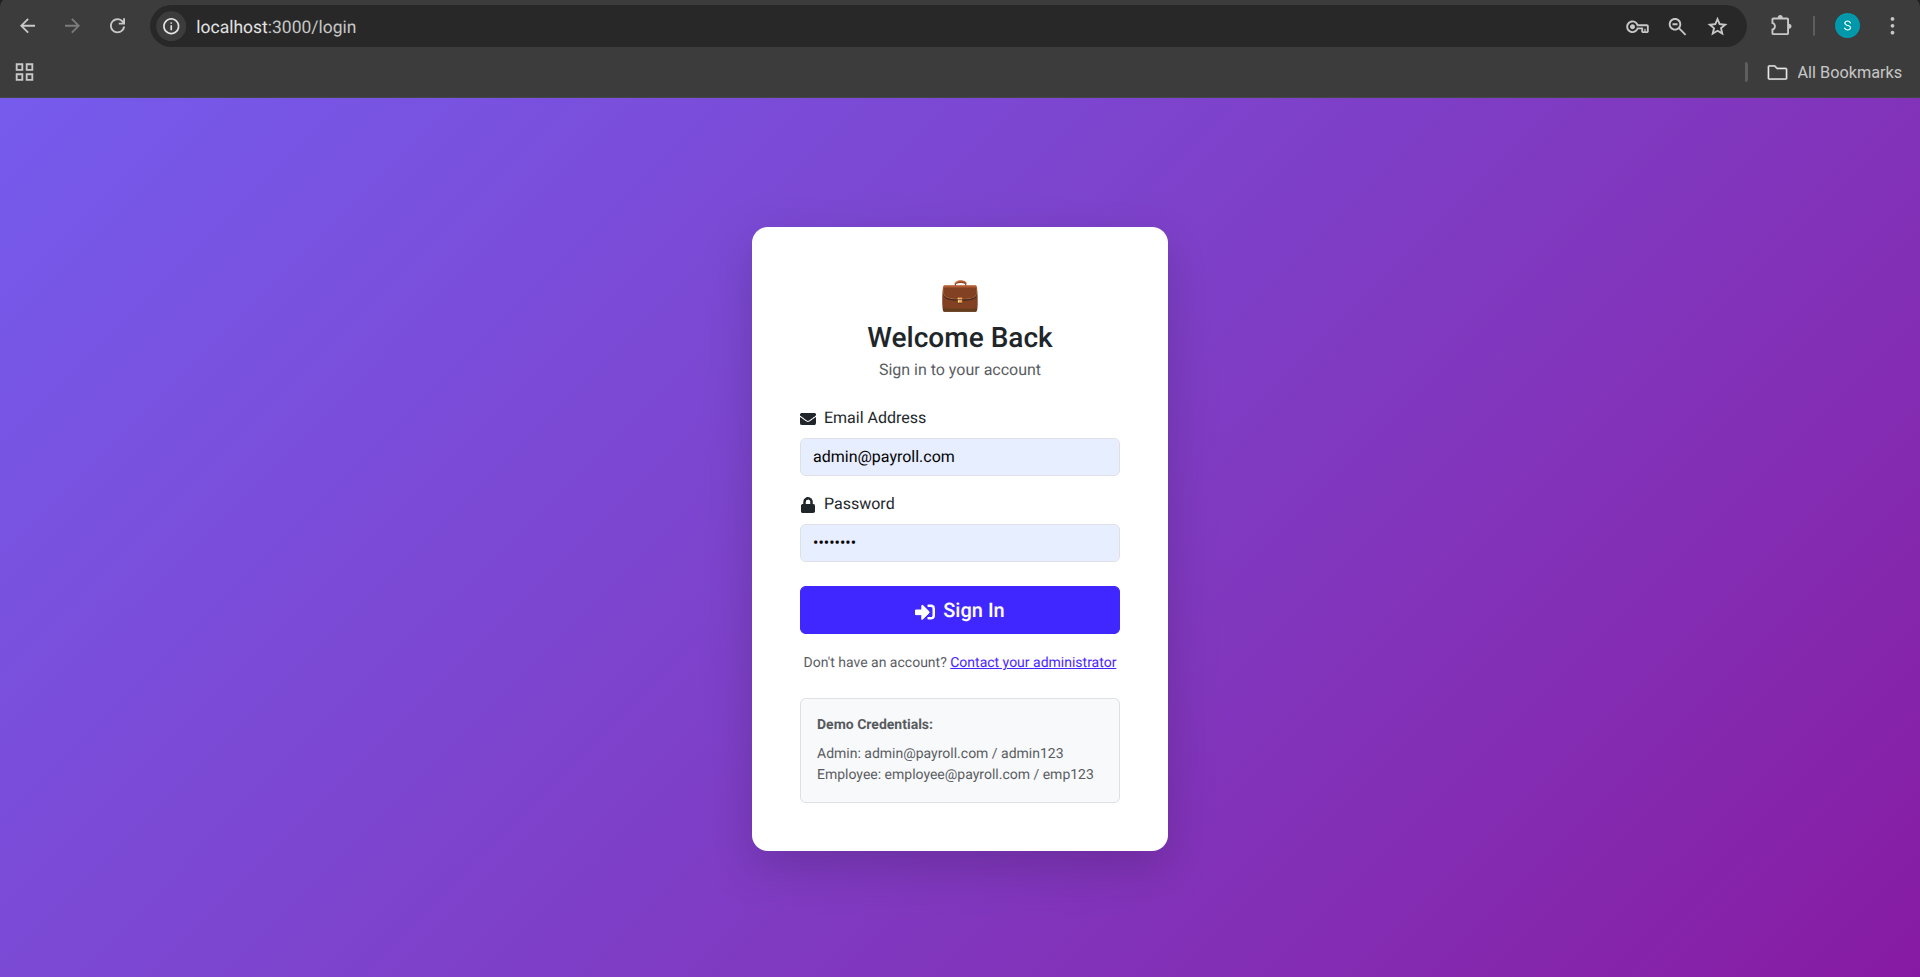 localhost:3000/login
S
All Bookmarks
Welcome Back
Sign in to your account
Email Address
admin@payroll.com
Password
••••••••
Sign In
Don't have an account? Contact your administrator
Demo Credentials:
Admin: admin@payroll.com / admin123
Employee: employee@payroll.com / emp123